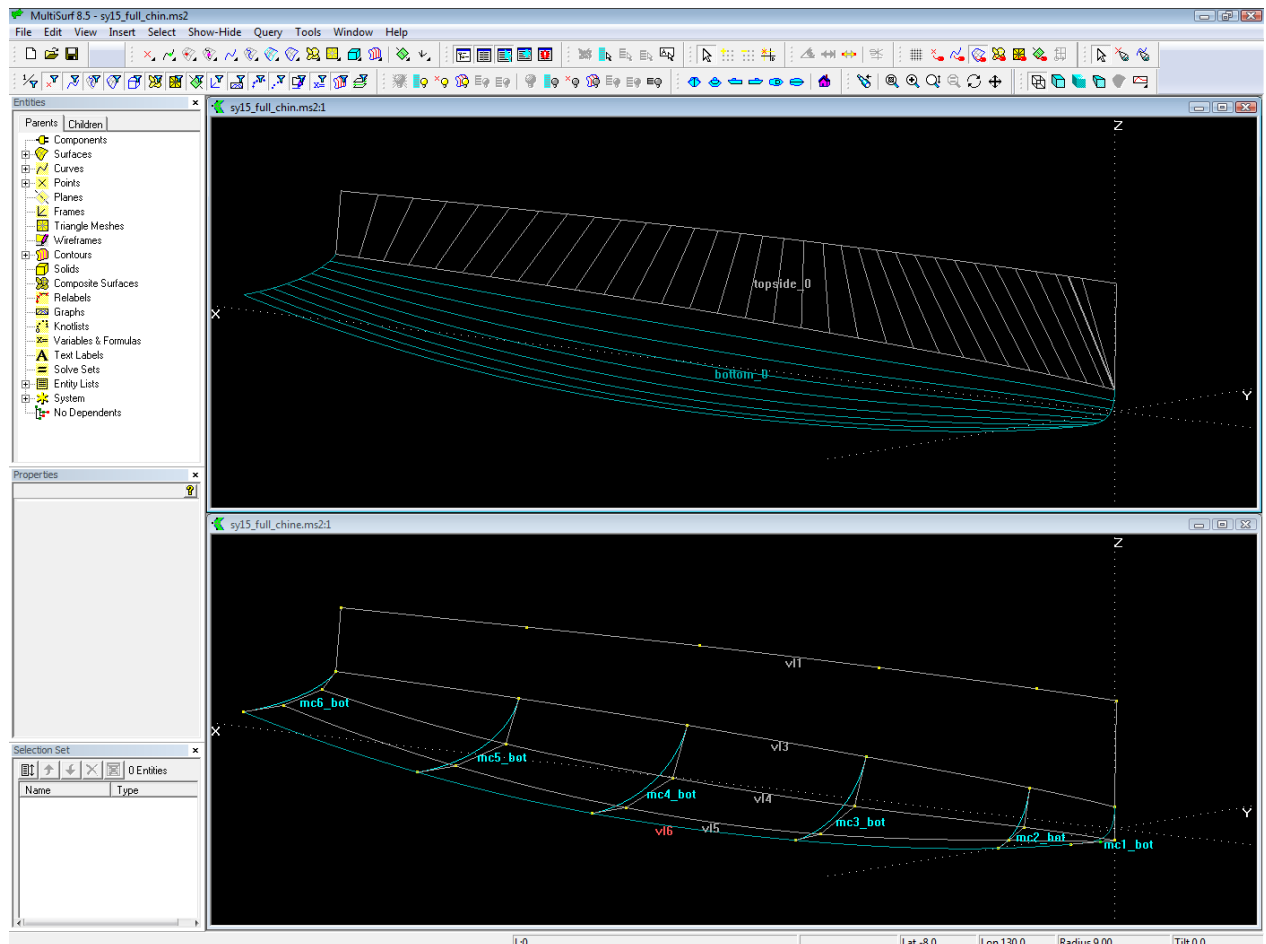 MultiSurf 8.5 - sy15_full_chin.ms2
File Edit View Insert Select Show-Hide Query Tools Window Help
Entities
Parents Children
Components
Surfaces
Curves
Points
Planes
Frames
Triangle Meshes
Wireframes
Contours
Solids
Composite Surfaces
Relabels
Graphs
Knotlists
Variables & Formulas
Text Labels
Solve Sets
Entity Lists
System
No Dependents
Properties
Selection Set
0 Entities
Name Type
sy15_full_chin.ms2:1
Z
topside_0
X
bottom_0
Y
sy15_full_chine.ms2:1
Z
vl1
mc6_bot
X
vl3
mc5_bot
mc4_bot
vl4
Y
mc3_bot
vl6
vl5
mc2_bot
mc1_bot
L:0 Lat -8.0 Lon 130.0 Radius 9.00 Tilt 0.0